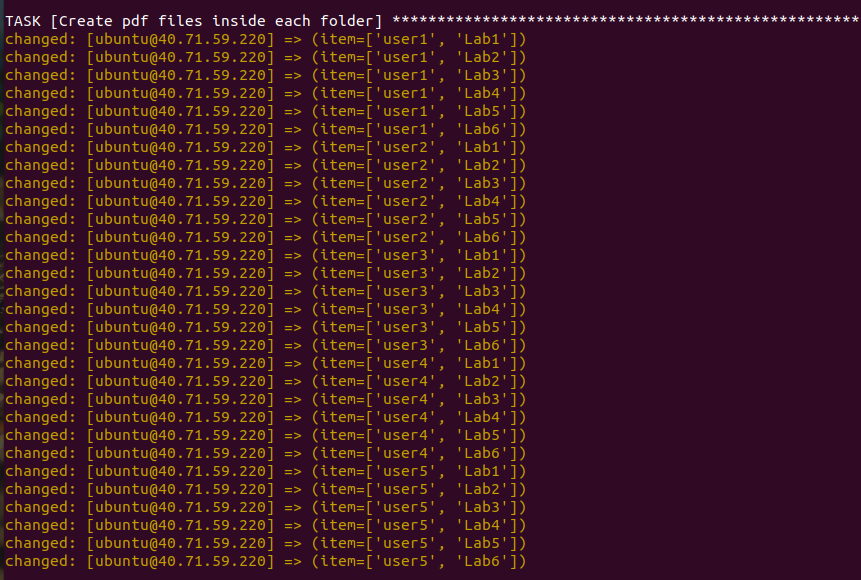 TASK [Create pdf files inside each folder] ****************************************************
changed: [ubuntu@40.71.59.220] => (item=['user1', 'Lab1'])
changed: [ubuntu@40.71.59.220] => (item=['user1', 'Lab2'])
changed: [ubuntu@40.71.59.220] => (item=['user1', 'Lab3'])
changed: [ubuntu@40.71.59.220] => (item=['user1', 'Lab4'])
changed: [ubuntu@40.71.59.220] => (item=['user1', 'Lab5'])
changed: [ubuntu@40.71.59.220] => (item=['user1', 'Lab6'])
changed: [ubuntu@40.71.59.220] => (item=['user2', 'Lab1'])
changed: [ubuntu@40.71.59.220] => (item=['user2', 'Lab2'])
changed: [ubuntu@40.71.59.220] => (item=['user2', 'Lab3'])
changed: [ubuntu@40.71.59.220] => (item=['user2', 'Lab4'])
changed: [ubuntu@40.71.59.220] => (item=['user2', 'Lab5'])
changed: [ubuntu@40.71.59.220] => (item=['user2', 'Lab6'])
changed: [ubuntu@40.71.59.220] => (item=['user3', 'Lab1'])
changed: [ubuntu@40.71.59.220] => (item=['user3', 'Lab2'])
changed: [ubuntu@40.71.59.220] => (item=['user3', 'Lab3'])
changed: [ubuntu@40.71.59.220] => (item=['user3', 'Lab4'])
changed: [ubuntu@40.71.59.220] => (item=['user3', 'Lab5'])
changed: [ubuntu@40.71.59.220] => (item=['user3', 'Lab6'])
changed: [ubuntu@40.71.59.220] => (item=['user4', 'Lab1'])
changed: [ubuntu@40.71.59.220] => (item=['user4', 'Lab2'])
changed: [ubuntu@40.71.59.220] => (item=['user4', 'Lab3'])
changed: [ubuntu@40.71.59.220] => (item=['user4', 'Lab4'])
changed: [ubuntu@40.71.59.220] => (item=['user4', 'Lab5'])
changed: [ubuntu@40.71.59.220] => (item=['user4', 'Lab6'])
changed: [ubuntu@40.71.59.220] => (item=['user5', 'Lab1'])
changed: [ubuntu@40.71.59.220] => (item=['user5', 'Lab2'])
changed: [ubuntu@40.71.59.220] => (item=['user5', 'Lab3'])
changed: [ubuntu@40.71.59.220] => (item=['user5', 'Lab4'])
changed: [ubuntu@40.71.59.220] => (item=['user5', 'Lab5'])
changed: [ubuntu@40.71.59.220] => (item=['user5', 'Lab6'])